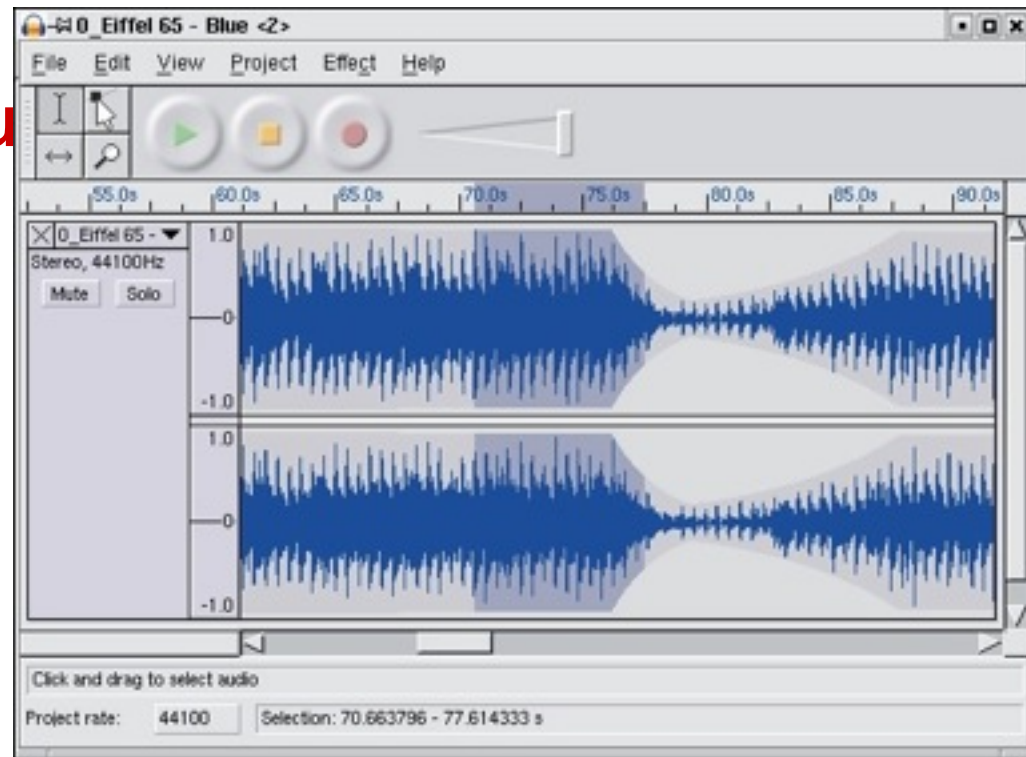 0_Eiffel 65 - Blue <2>
File Edit View Project Effect Help
u
55.0s 60.0s 65.0s 70.0s 75.0s 80.0s 85.0s 90.0s
0_Eiffel 65 -
Stereo, 44100Hz
Mute Solo
1.0
0
-1.0
1.0
0
-1.0
Click and drag to select audio
Project rate: 44100 Selection: 70.663796 - 77.614333 s